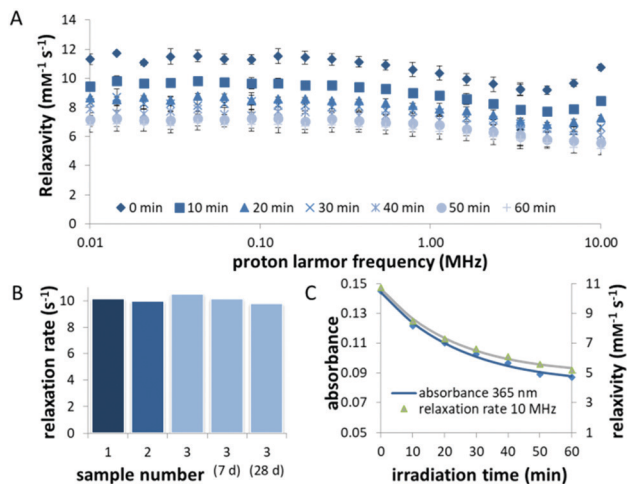 A
Relaxavity (mM⁻¹ s⁻¹)
14
12
10
8
6
4
2
0
0 min 10 min 20 min 30 min 40 min 50 min 60 min
0.01 0.10 1.00 10.00
proton larmor frequency (MHz)
B
relaxation rate (s⁻¹)
10
8
6
4
2
0
1 2 3 3 3
sample number (7 d) (28 d)
C
absorbance
0.15
0.13
0.11
0.09
0.07
0.05
absorbance 365 nm
relaxation rate 10 MHz
11
9
7
5
3
1
relaxivity (mM⁻¹ s⁻¹)
0 10 20 30 40 50 60
irradiation time (min)